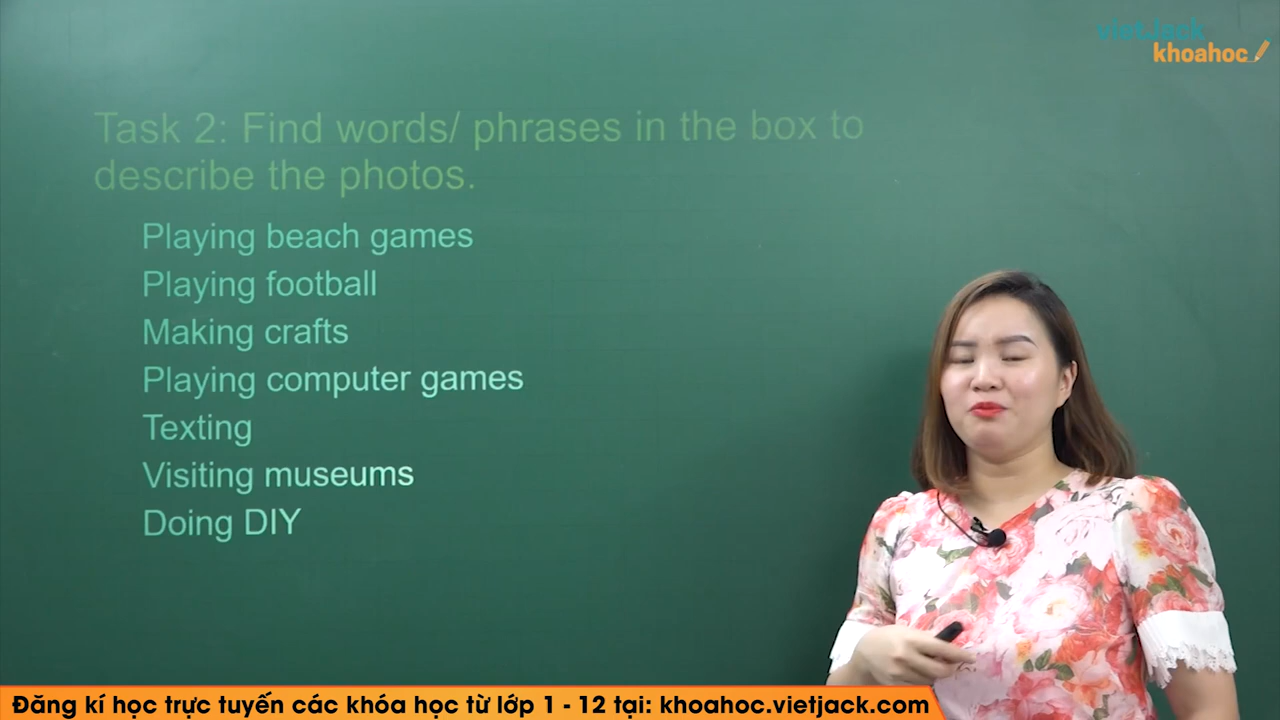 vietjack
khoahoc
Task 2: Find words/ phrases in the box to
describe the photos.
Playing beach games
Playing football
Making crafts
Playing computer games
Texting
Visiting museums
Doing DIY
Đăng kí học trực tuyến các khóa học từ lớp 1 - 12 tại: khoahoc.vietjack.com